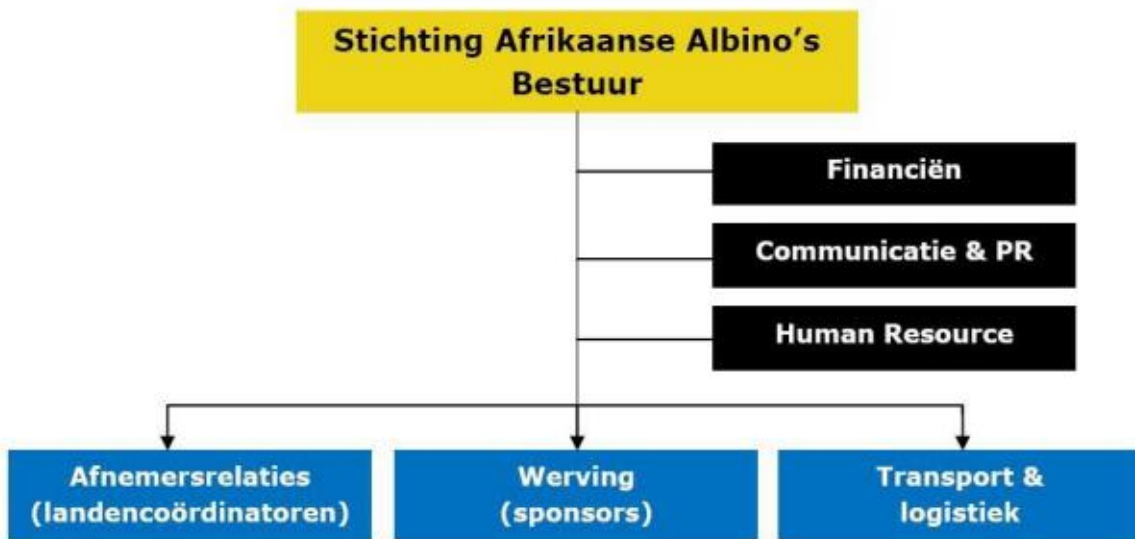 Stichting Afrikaanse Albino’s
Bestuur
Financiën
Communicatie & PR
Human Resource
Afnemersrelaties
(landencoördinatoren)
Werving
(sponsors)
Transport &
logistiek